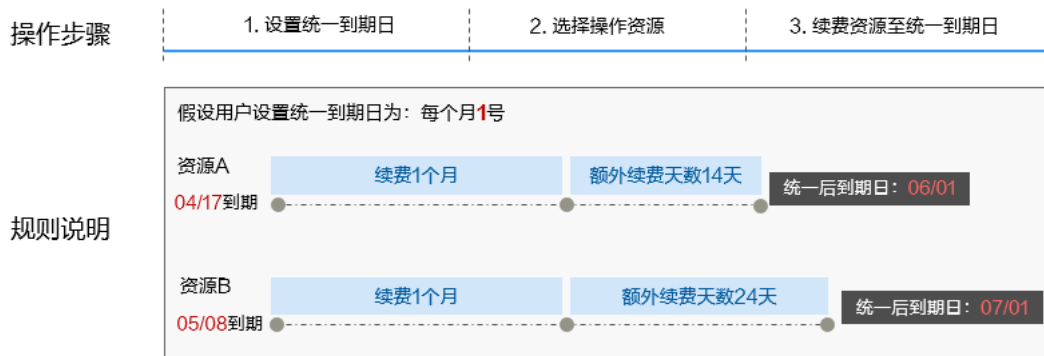 操作步骤
1. 设置统一到期日
2. 选择操作资源
3. 续费资源至统一到期日
规则说明
假设用户设置统一到期日为：每个月1号
资源A
04/17到期
续费1个月
额外续费天数14天
统一后到期日：06/01
资源B
05/08到期
续费1个月
额外续费天数24天
统一后到期日：07/01